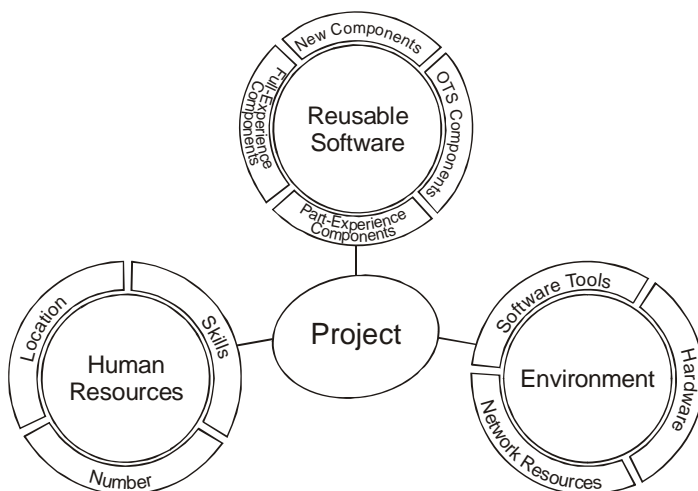 New Components
OTS Components
Full-Experience
Components
Part-Experience
Components
Reusable
Software
Project
Location
Skills
Number
Human
Resources
Software Tools
Hardware
Network Resources
Environment